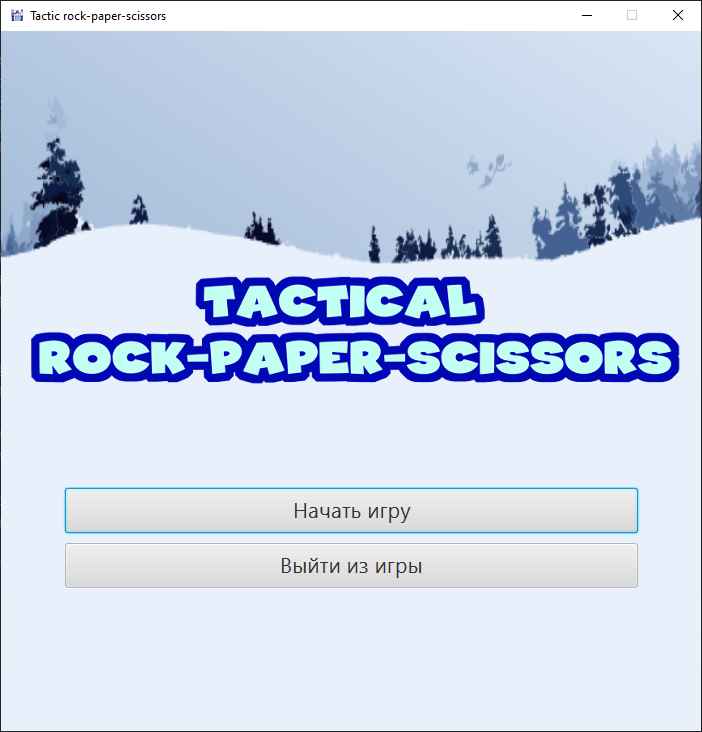 Tactic rock-paper-scissors
TACTICAL
ROCK-PAPER-SCISSORS
Начать игру
Выйти из игры